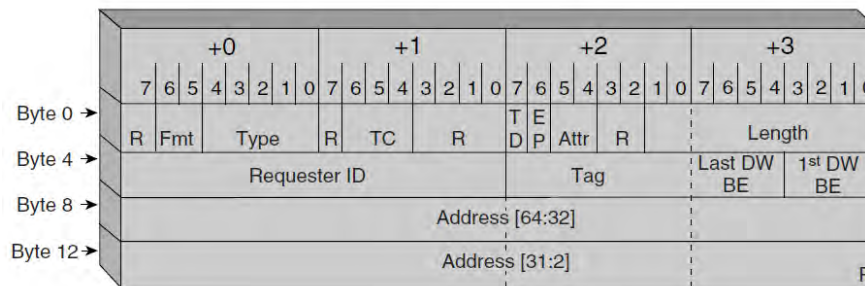 +0 +1 +2 +3
7 6 5 4 3 2 1 0 7 6 5 4 3 2 1 0 7 6 5 4 3 2 1 0 7 6 5 4 3 2 1
Byte 0 R Fmt Type R TC R TD EP Attr R Length
Byte 4 Requester ID Tag Last DW BE 1st DW BE
Byte 8 Address [64:32]
Byte 12 Address [31:2]